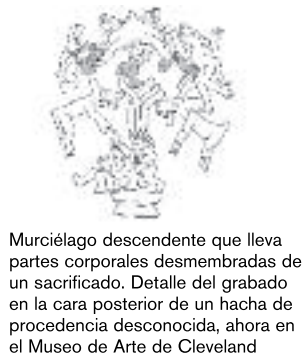 Murciélago descendente que lleva
partes corporales desmembradas de
un sacrificado. Detalle del grabado
en la cara posterior de un hacha de
procedencia desconocida, ahora en
el Museo de Arte de Cleveland